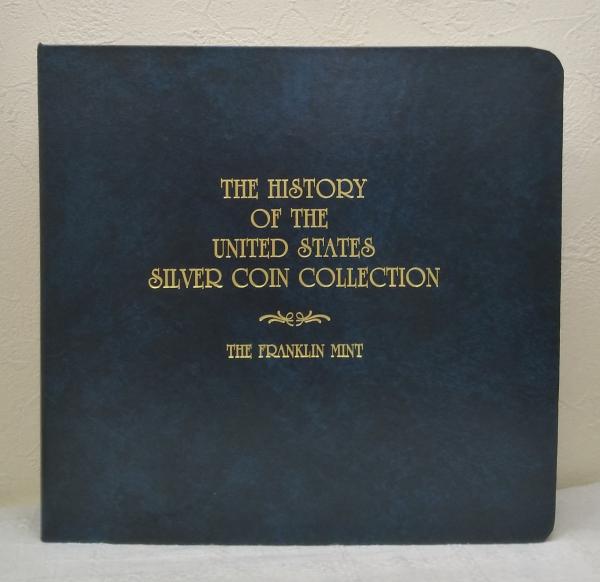 THE HISTORY
OF THE
UNITED STATES
SILVER COIN COLLECTION
THE FRANKLIN MINT